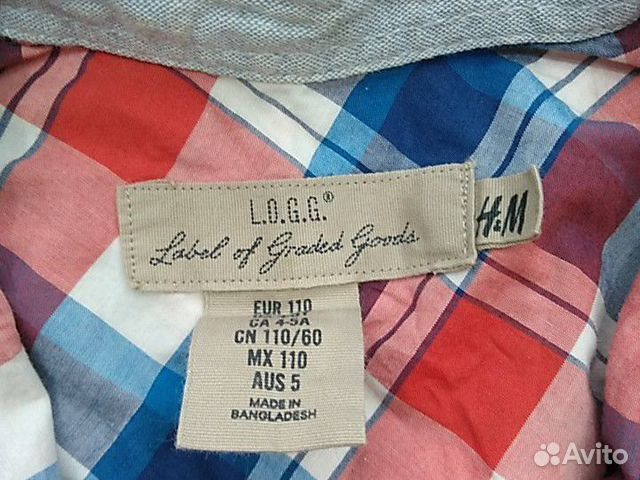 L.O.G.G.®
Label of Graded Goods
H&M
EUR 110
CA 4-5A
CN 110/60
MX 110
AUS 5
MADE IN
BANGLADESH
Avito